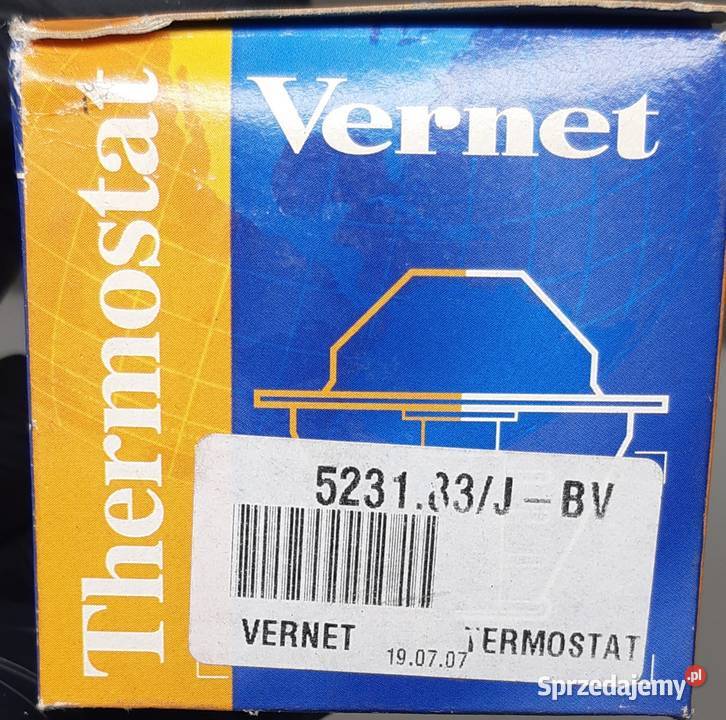 Thermostat
Vernet
5231.83/J-BV
VERNET TERMOSTAT
19.07.07
Sprzedajemy.pl